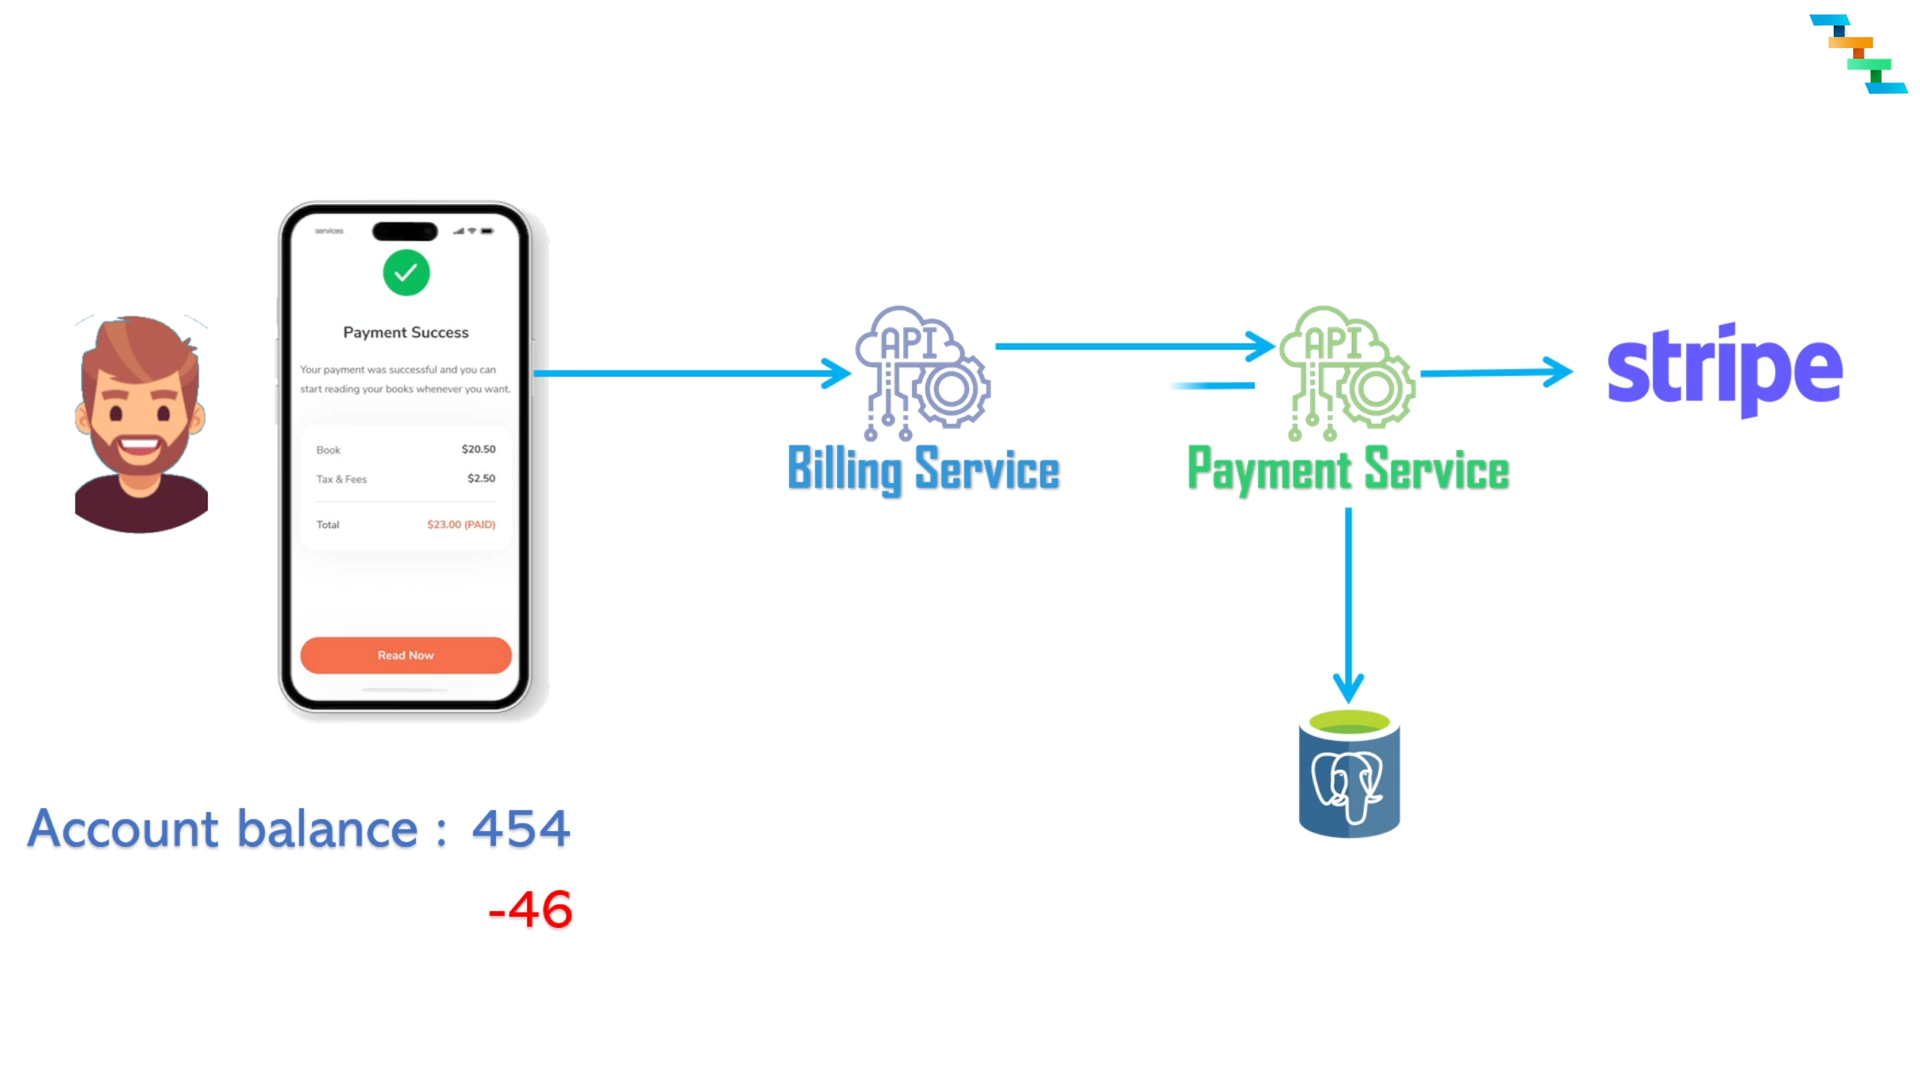 services
Payment Success
Your payment was successful and you can
start reading your books whenever you want.
Book $20.50
Tax & Fees $2.50
Total $23.00 (PAID)
Read Now
API
Billing Service
API
Payment Service
stripe
Account balance : 454
-46